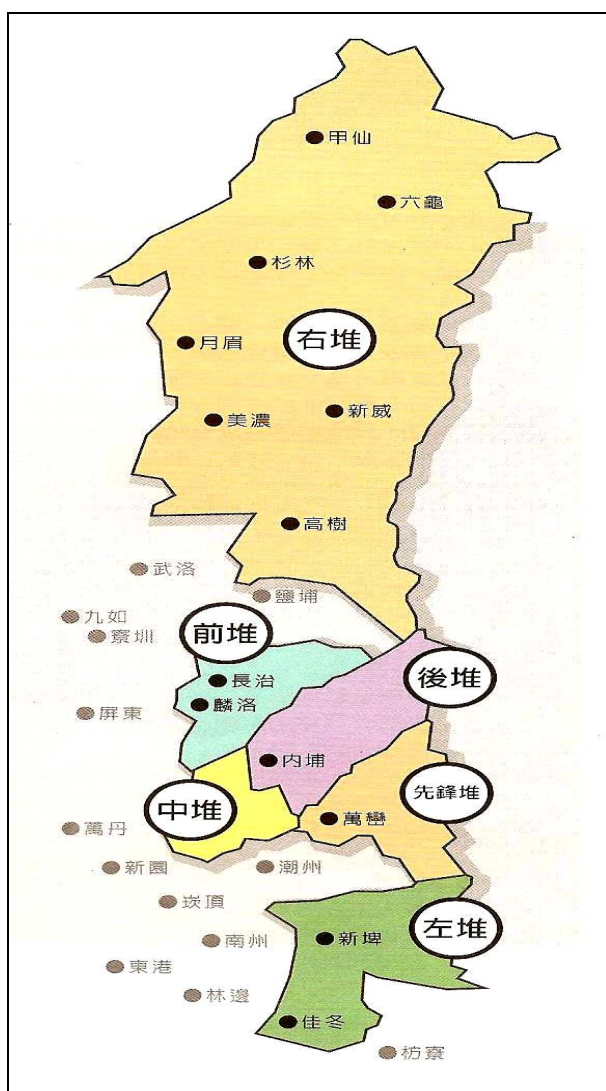 甲仙
六龜
杉林
月眉
右堆
美濃
新威
高樹
武洛
鹽埔
九如
寮圳
前堆
長治
後堆
麟洛
屏東
內埔
先鋒堆
中堆
萬巒
萬丹
新園
潮州
崁頂
左堆
南州
新埤
東港
林邊
佳冬
枋寮